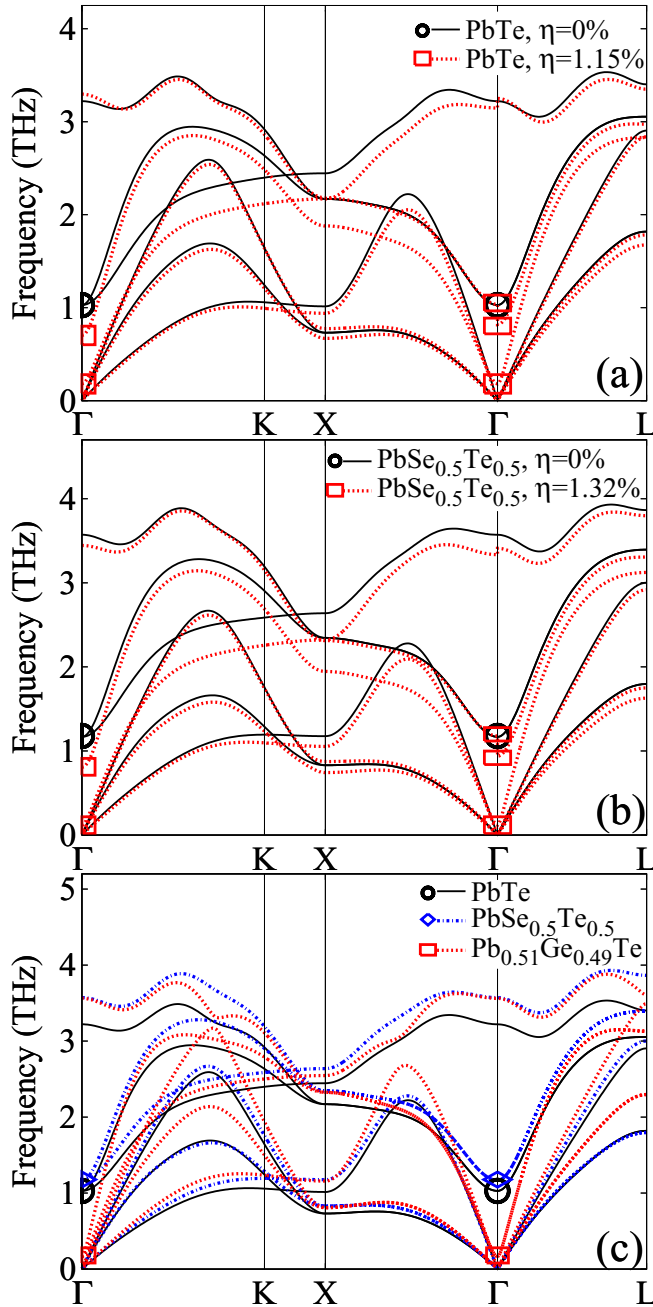 4
PbTe, η=0%
PbTe, η=1.15%
3
Frequency (THz)
2
1
0
(a)
Γ K X Γ L
4
PbSe0.5Te0.5, η=0%
PbSe0.5Te0.5, η=1.32%
3
Frequency (THz)
2
1
0
(b)
Γ K X Γ L
5
PbTe
PbSe0.5Te0.5
Pb0.51Ge0.49Te
4
3
Frequency (THz)
2
1
0
(c)
Γ K X Γ L